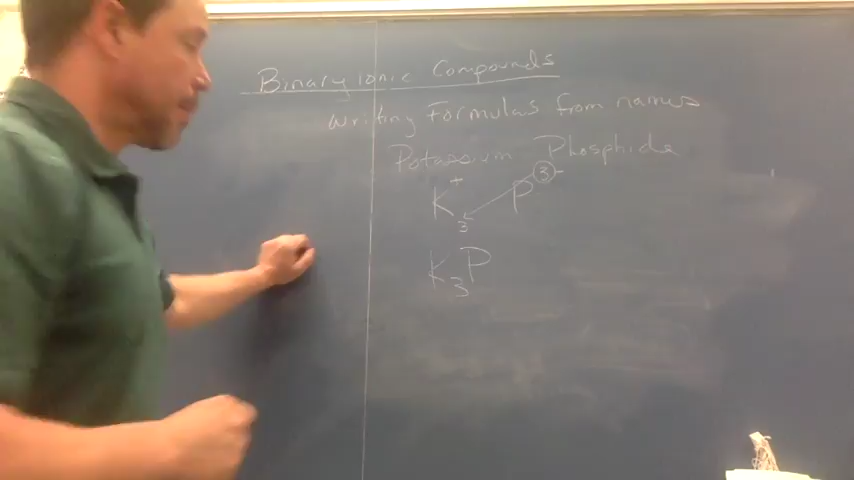 Binary ionic Compounds
writing Formulas from names
Potassium Phosphide
K⁺ P³⁻
3
K₃P